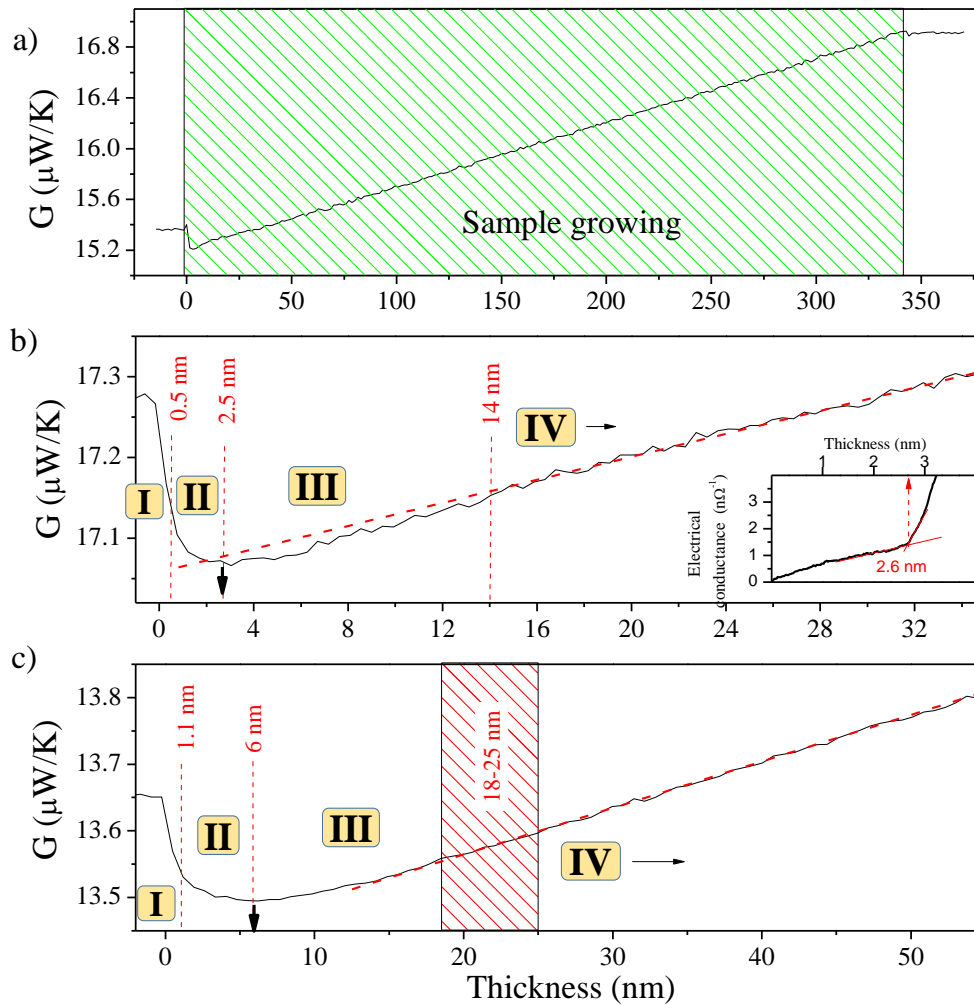 a)
G (µW/K)
16.8
16.4
16.0
15.6
15.2
Sample growing
0 50 100 150 200 250 300 350
b)
G (µW/K)
17.3
17.2
17.1
0.5 nm
2.5 nm
14 nm
I
II
III
IV
Thickness (nm)
1 2 3
Electrical
conductance (nΩ⁻¹)
3
2
1
0
2.6 nm
0 4 8 12 16 20 24 28 32
c)
G (µW/K)
13.8
13.7
13.6
13.5
1.1 nm
6 nm
18-25 nm
I
II
III
IV
0 10 20 30 40 50
Thickness (nm)